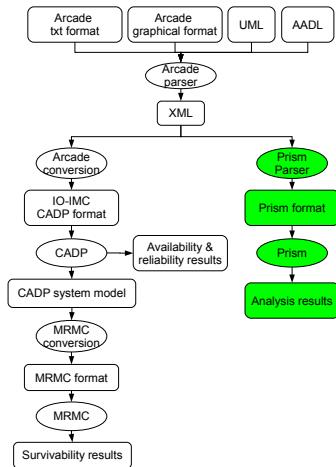 Arcade
txt format
Arcade
graphical format
UML
AADL
Arcade
parser
XML
Arcade
conversion
Prism
Parser
IO-IMC
CADP format
Prism format
CADP
Availability &
reliability results
Prism
CADP system model
Analysis results
MRMC
conversion
MRMC format
MRMC
Survivability results